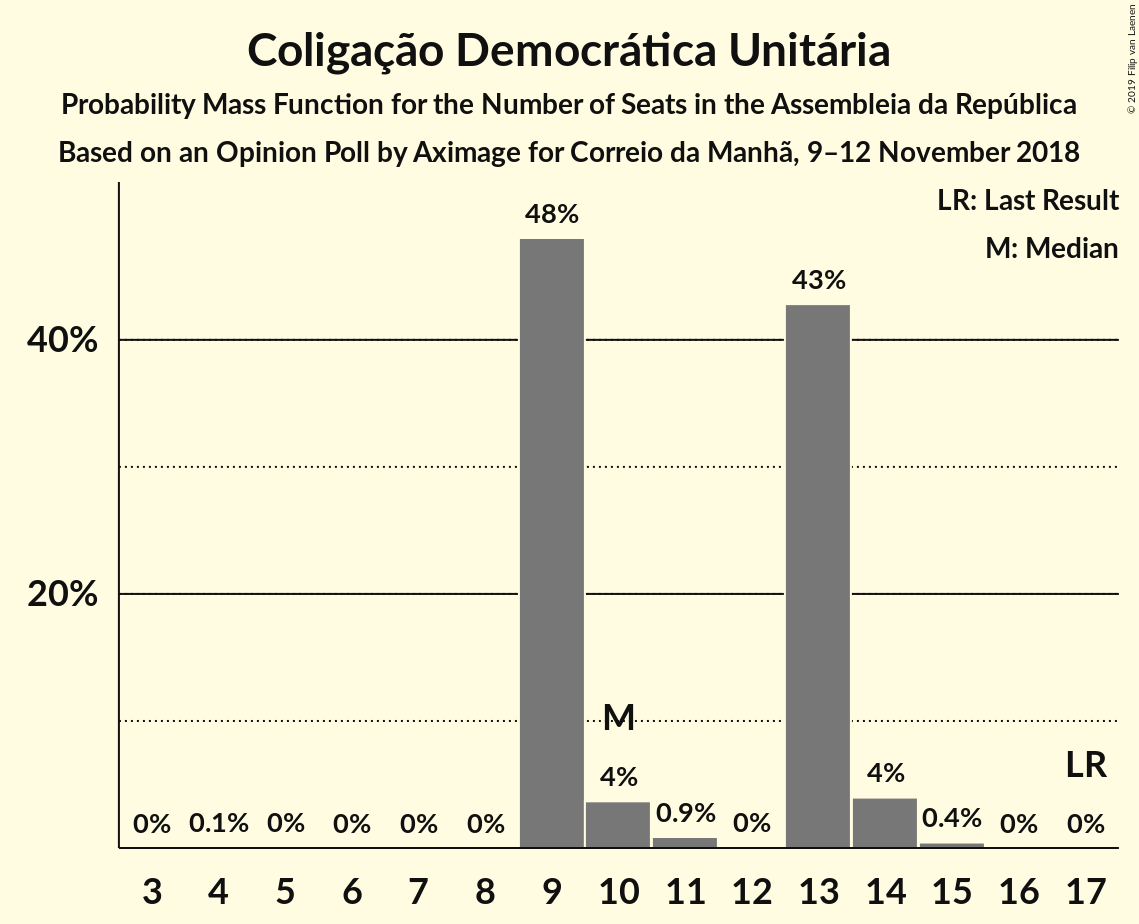 Coligação Democrática Unitária
Probability Mass Function for the Number of Seats in the Assembleia da República
Based on an Opinion Poll by Aximage for Correio da Manhã, 9–12 November 2018
© 2019 Filip van Laenen
LR: Last Result
M: Median
48%
43%
40%
20%
M
LR
4%
4%
0%
0.1%
0%
0%
0%
0%
0.9%
0%
0.4%
0%
0%
3 4 5 6 7 8 9 10 11 12 13 14 15 16 17